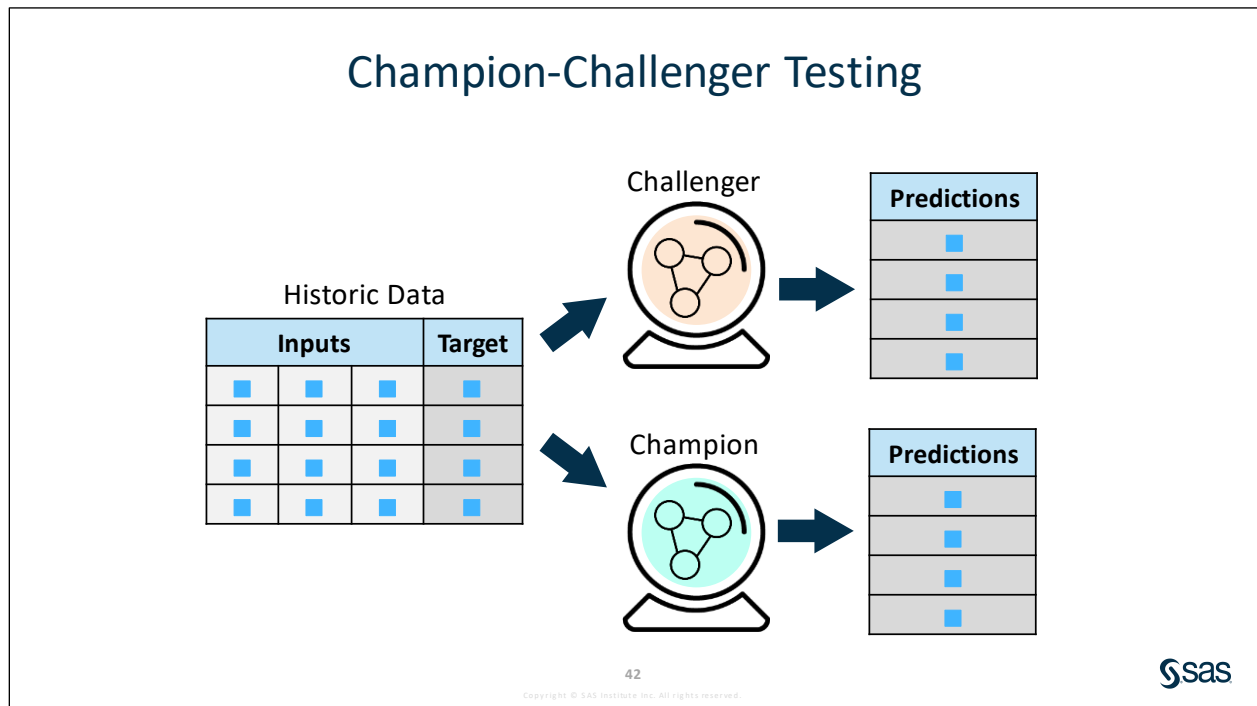 Champion-Challenger Testing
Challenger
Predictions
Historic Data
Inputs Target
Champion
Predictions
42
Copyright © SAS Institute Inc. All rights reserved.
sas